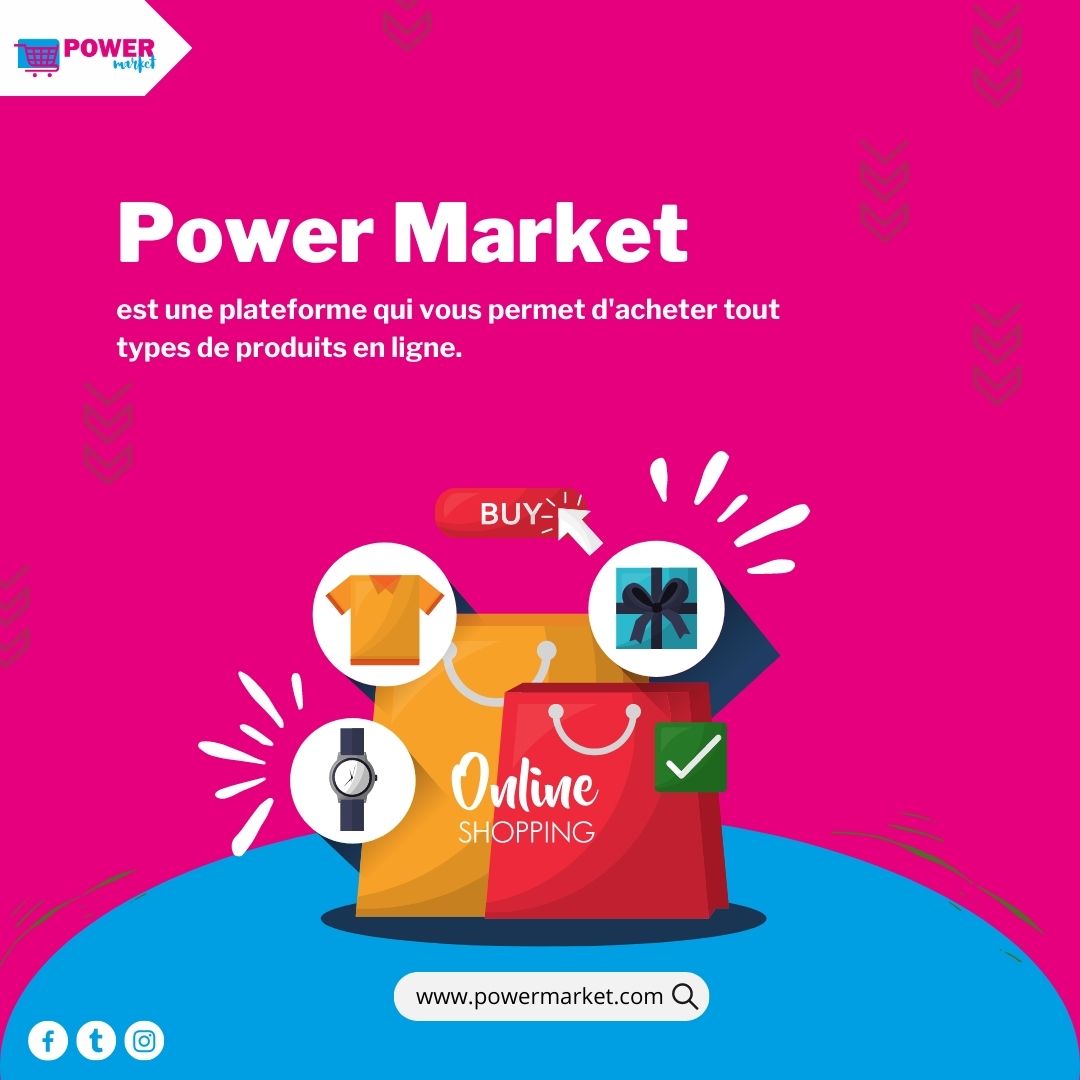 POWER
market
Power Market
est une plateforme qui vous permet d'acheter tout
types de produits en ligne.
BUY
Online
SHOPPING
www.powermarket.com